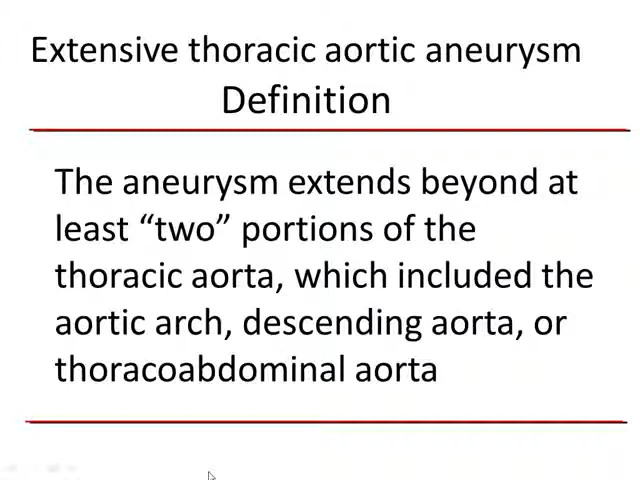 Extensive thoracic aortic aneurysm
Definition
The aneurysm extends beyond at
least “two” portions of the
thoracic aorta, which included the
aortic arch, descending aorta, or
thoracoabdominal aorta